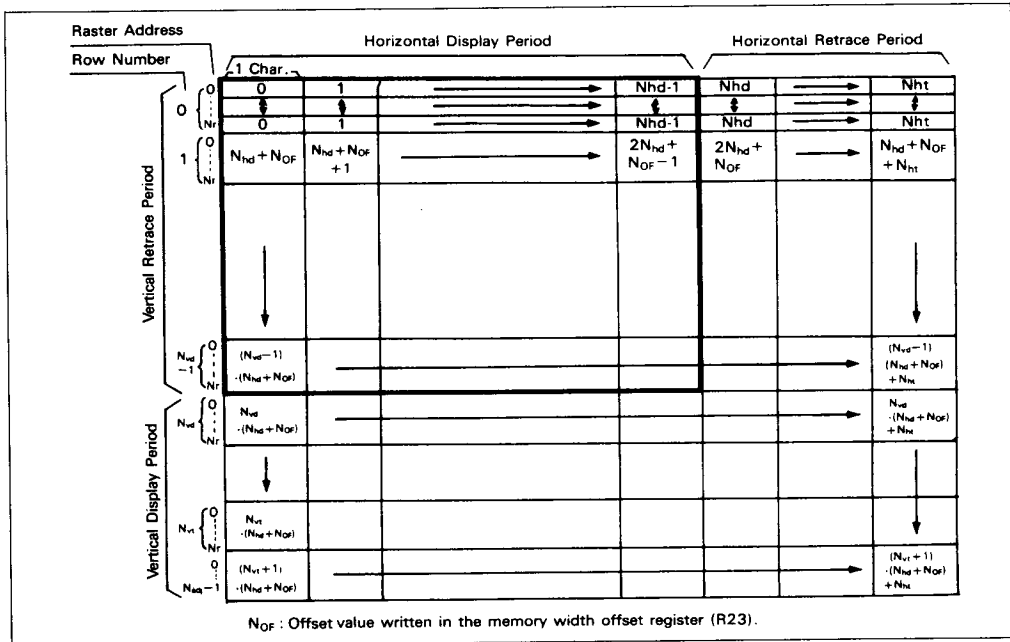 Raster Address
Row Number
Horizontal Display Period
Horizontal Retrace Period
1 Char.
Vertical Retrace Period
0
0
Nr
0 1 Nhd-1 Nhd Nht
0 1 Nhd-1 Nhd Nht
1
0
Nr
Nhd+NOF
Nhd+NOF
+1
2Nhd+
NOF−1
2Nhd+
NOF
Nhd+NOF
+Nht
Nvd
−1
0
Nr
(Nvd−1)
·(Nhd+NOF)
(Nvd−1)
(Nhd+NOF)
+Nht
Vertical Display Period
Nvd
0
Nr
Nvd
·(Nhd+NOF)
Nvd
·(Nhd+NOF)
+Nht
Nvt
0
Nr
Nvt
·(Nhd+NOF)
0
Nadj−1
(Nvt+1)
·(Nhd+NOF)
(Nvt+1)
·(Nhd+NOF)
+Nht
NOF : Offset value written in the memory width offset register (R23).